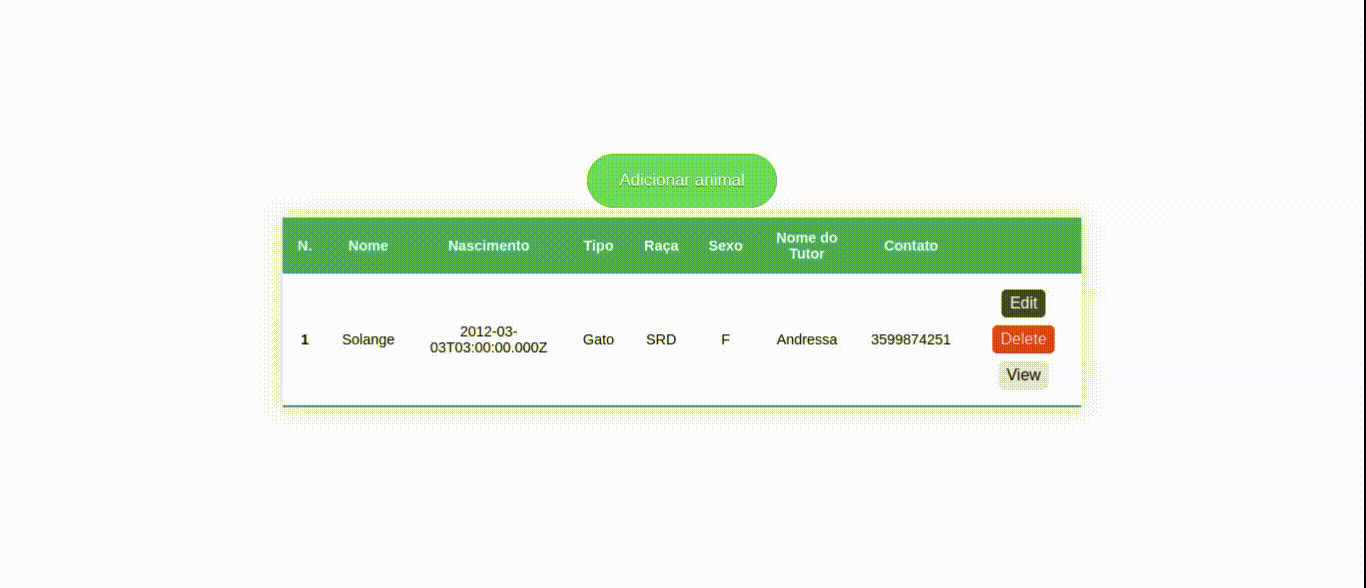 Adicionar animal
N. Nome Nascimento Tipo Raça Sexo Nome do Tutor Contato
1 Solange 2012-03-03T03:00:00.000Z Gato SRD F Andressa 3599874251
Edit
Delete
View